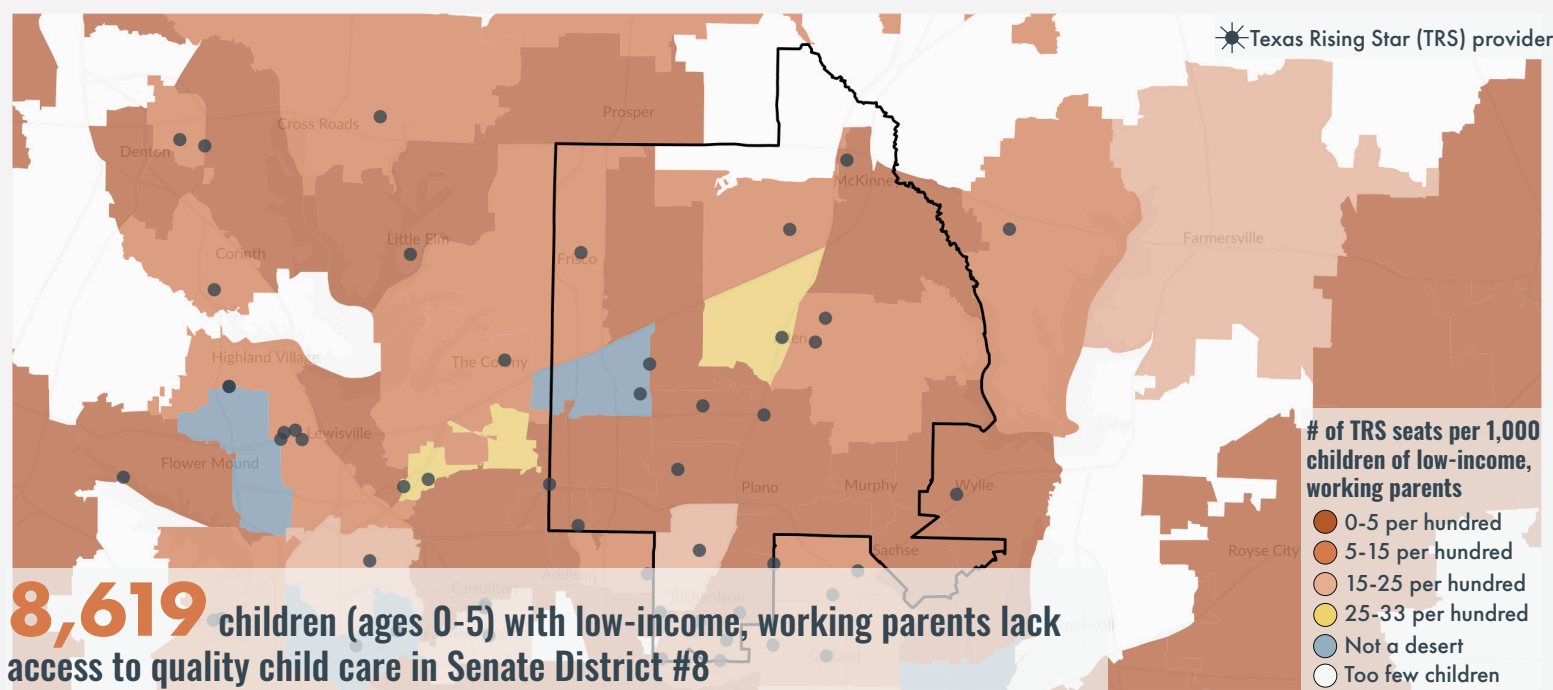 Texas Rising Star (TRS) provider
Prosper
Cross Roads
Denton
McKinne
Little Elm
Farmersville
Corinth
Frisco
en
Highland Village
The Colony
Lewisville
Flower Mound
Plano
Murphy
Wylie
Sachse
Royse City
Addison
Carrollton
Richardson
ockwall
# of TRS seats per 1,000
children of low-income,
working parents
0-5 per hundred
5-15 per hundred
15-25 per hundred
25-33 per hundred
Not a desert
Too few children
8,619 children (ages 0-5) with low-income, working parents lack
access to quality child care in Senate District #8